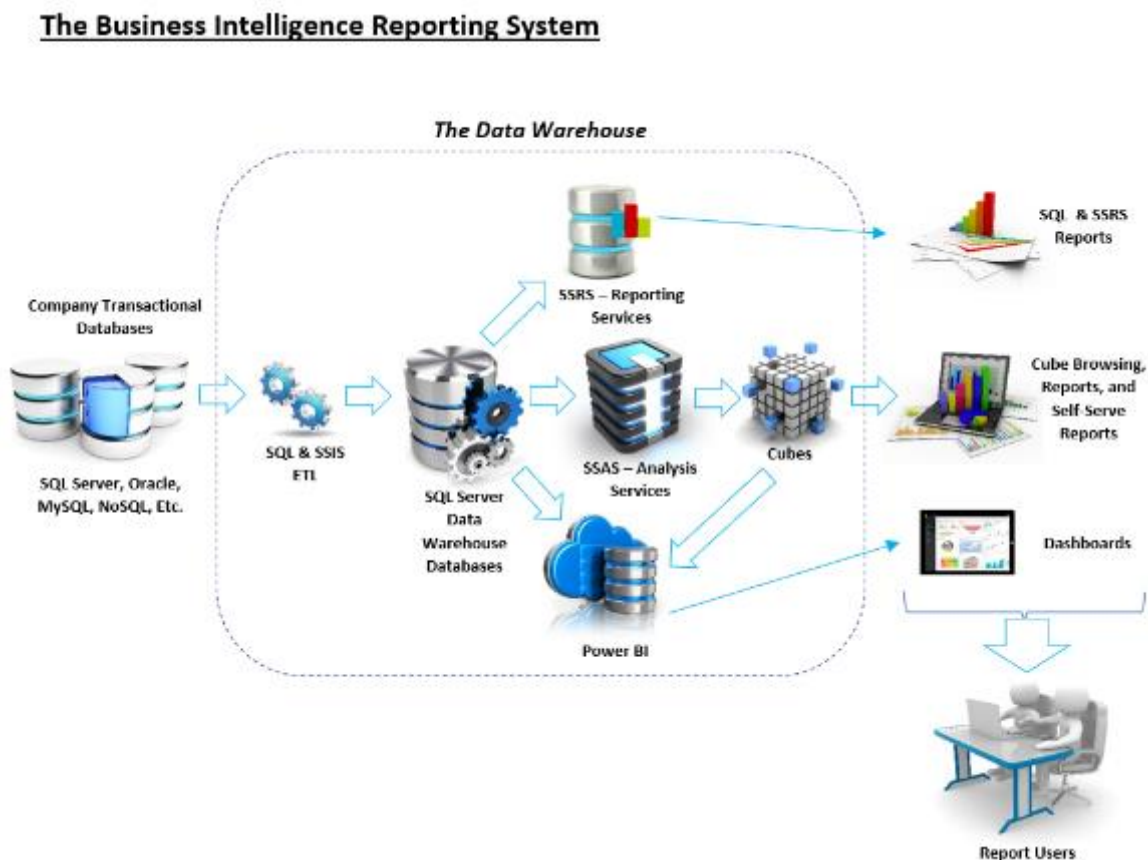 The Business Intelligence Reporting System
The Data Warehouse
SQL & SSRS
Reports
SSRS – Reporting
Services
Company Transactional
Databases
Cube Browsing,
Reports, and
Self-Serve
Reports
SQL & SSIS
ETL
SSAS – Analysis
Services
Cubes
SQL Server, Oracle,
MySQL, NoSQL, Etc.
SQL Server
Data
Warehouse
Databases
Dashboards
Power BI
Report Users